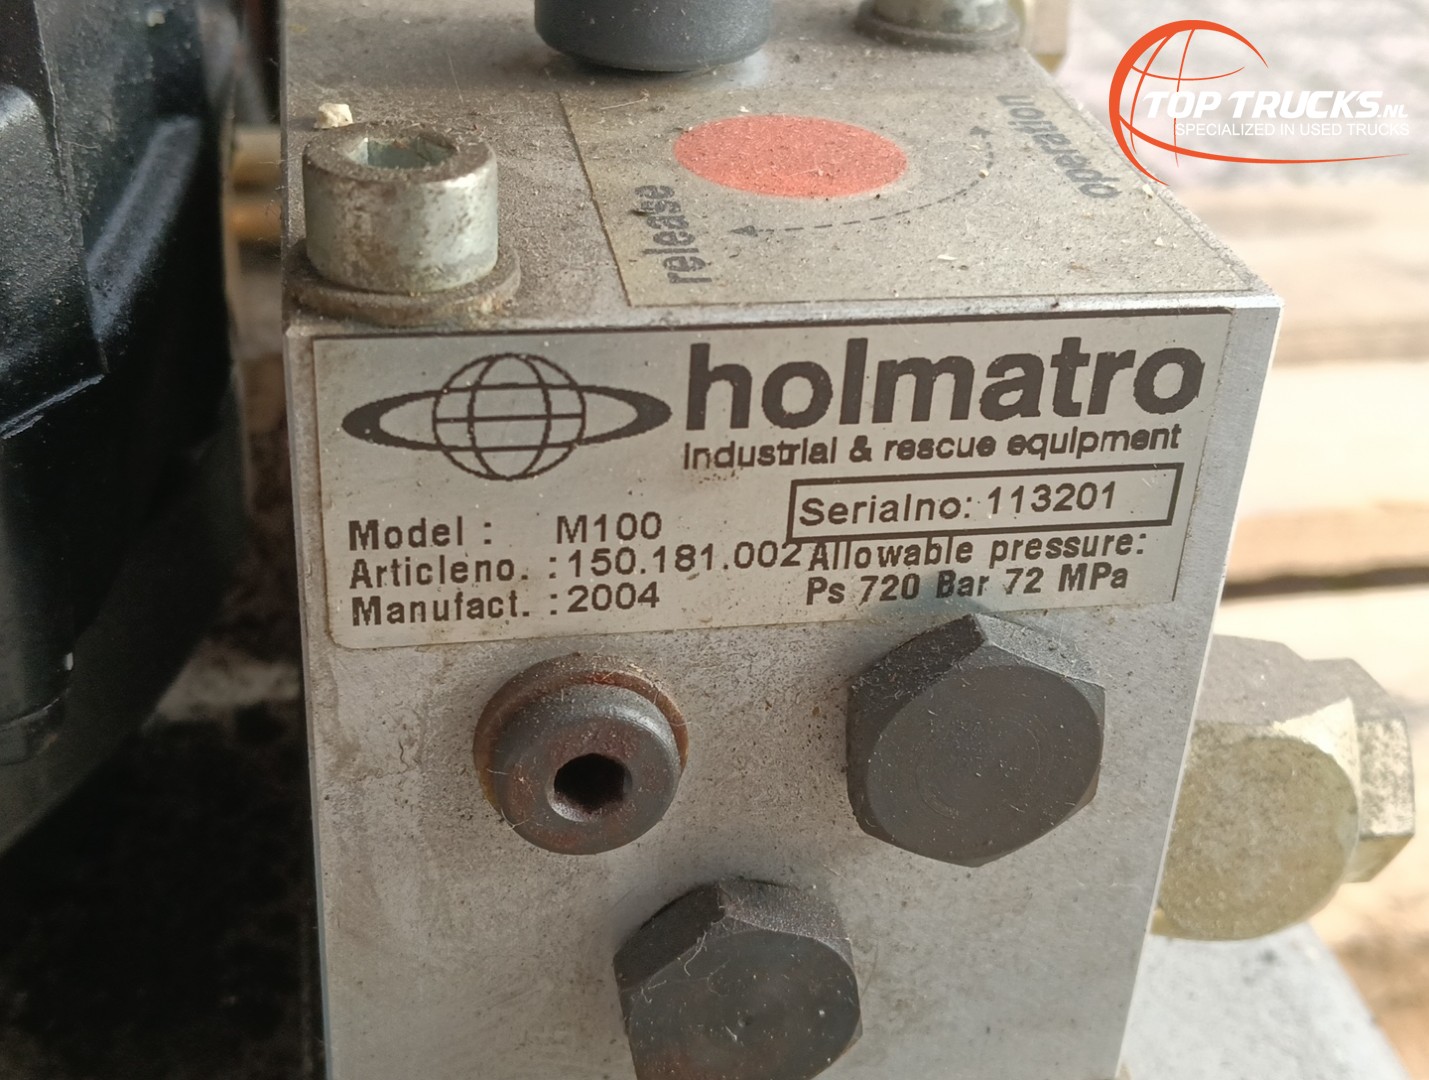 TOP TRUCKS.NL
SPECIALIZED IN USED TRUCKS
operation
release
holmatro
industrial & rescue equipment
Serialno: 113201
Model : M100
Articleno. : 150.181.002
Manufact. : 2004
Allowable pressure:
Ps 720 Bar 72 MPa